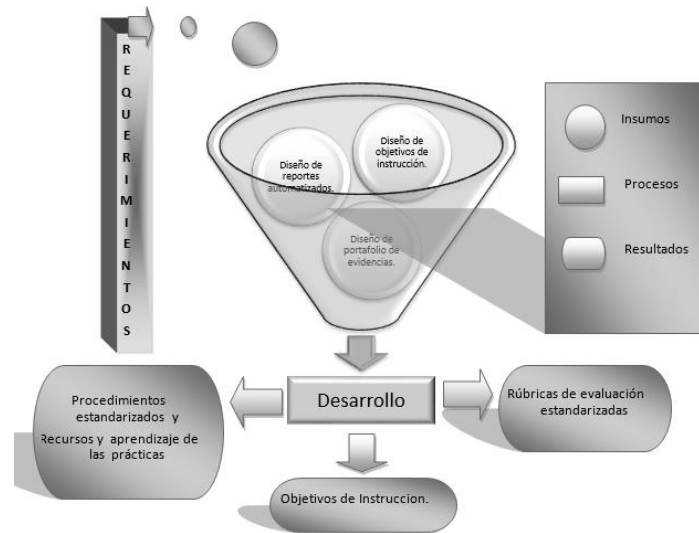 REQUERIMIENTOS
Diseño de
objetivos de
instrucción.
Diseño de
reportes
automatizados.
Diseño de
portafolio de
evidencias.
Insumos
Procesos
Resultados
Desarrollo
Procedimientos
estandarizados y
Recursos y aprendizaje de
las prácticas
Rúbricas de evaluación
estandarizadas
Objetivos de Instruccion.